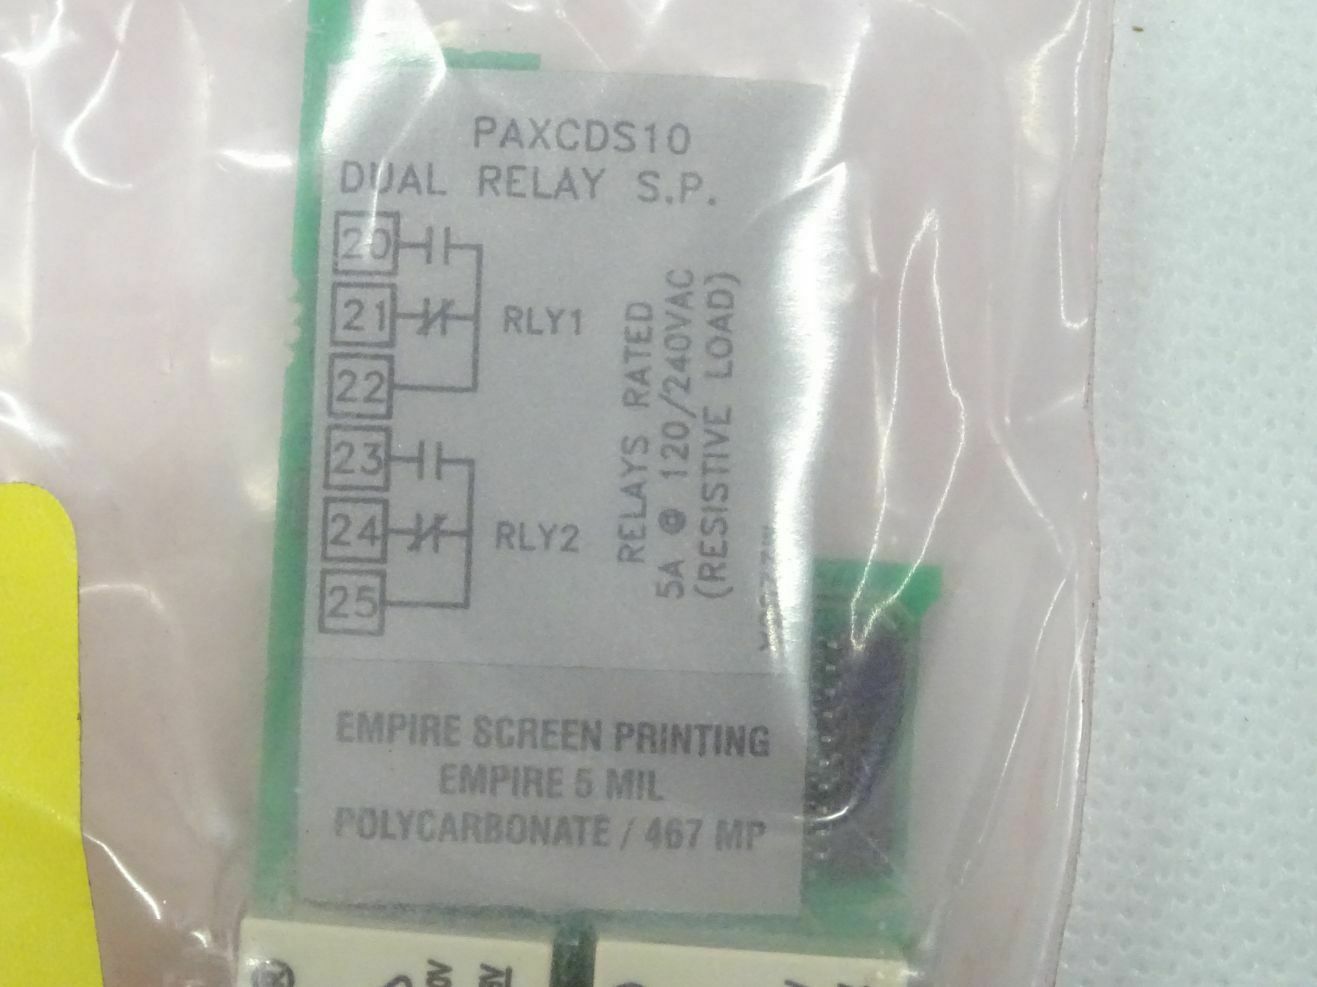 PAXCDS10
DUAL RELAY S.P.
20
21
22
RLY1
23
24
25
RLY2
RELAYS RATED
5A @ 120/240VAC
(RESISTIVE LOAD)
EMPIRE SCREEN PRINTING
EMPIRE 5 MIL
POLYCARBONATE / 467 MP